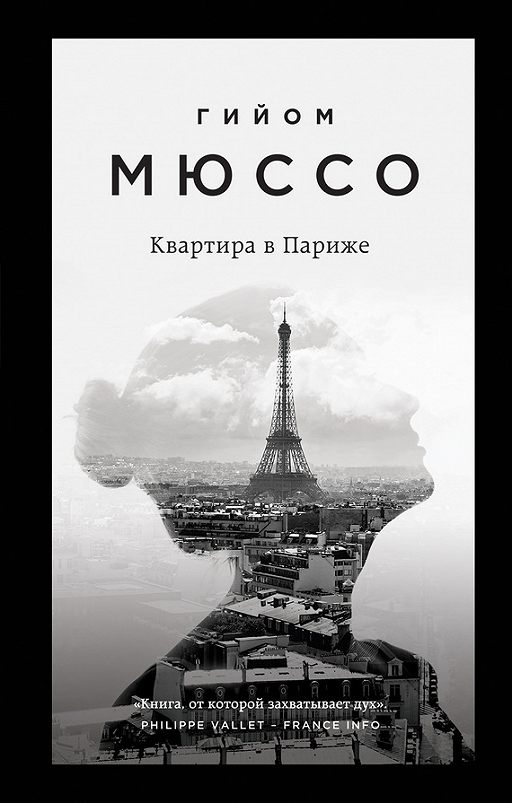 ГИЙОМ
МЮССО
Квартира в Париже
«Книга, от которой захватывает дух».
PHILIPPE VALLET – FRANCE INFO